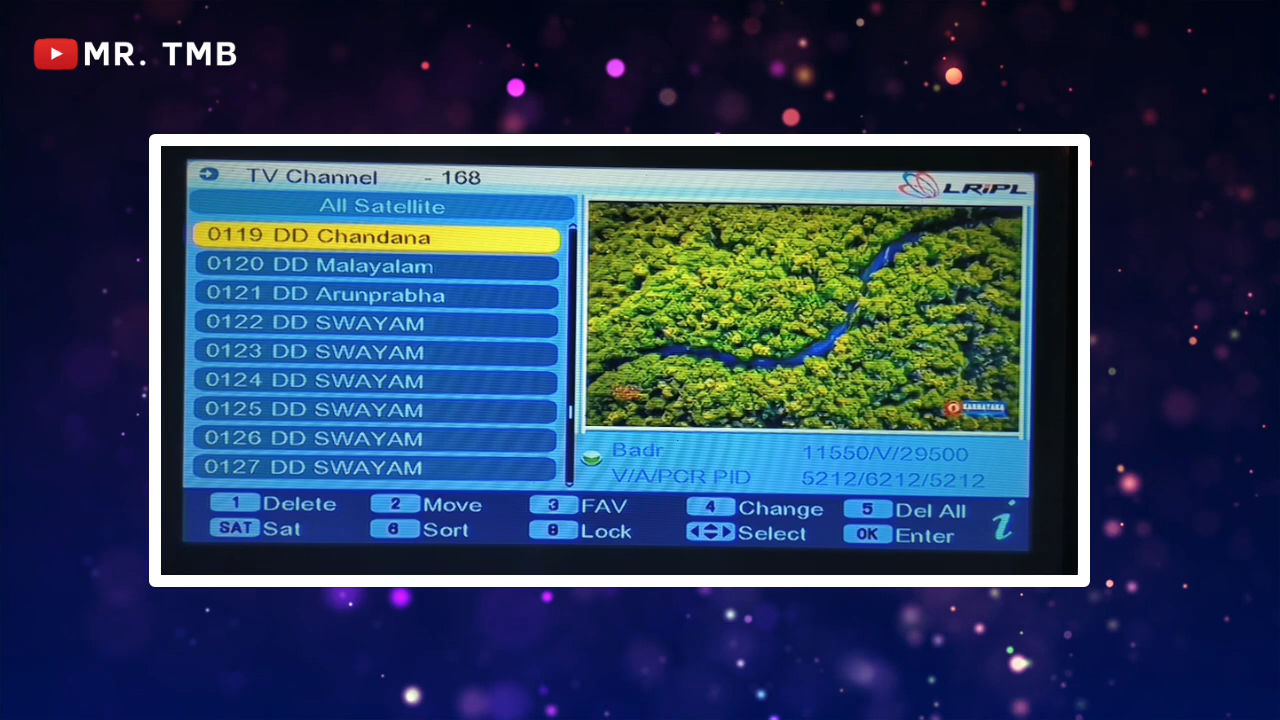 MR. TMB
TV Channel - 168
LRiPL
All Satellite
0119 DD Chandana
0120 DD Malayalam
0121 DD Arunprabha
0122 DD SWAYAM
0123 DD SWAYAM
0124 DD SWAYAM
0125 DD SWAYAM
0126 DD SWAYAM
0127 DD SWAYAM
KARNATAKA
Badr 11550/V/29500
V/A/PCR PID 5212/6212/5212
1 Delete 2 Move 3 FAV 4 Change 5 Del All
SAT Sat 6 Sort 8 Lock Select OK Enter
i